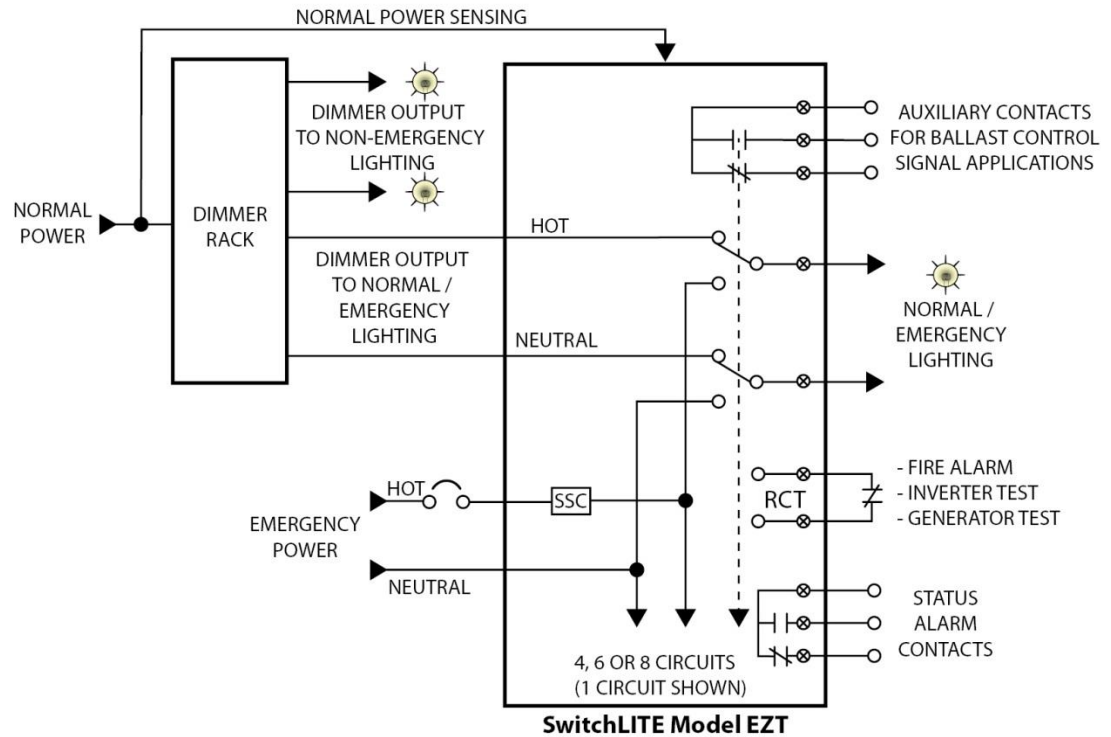 NORMAL POWER SENSING
DIMMER OUTPUT
TO NON-EMERGENCY
LIGHTING
NORMAL
POWER
DIMMER
RACK
DIMMER OUTPUT
TO NORMAL /
EMERGENCY
LIGHTING
HOT
NEUTRAL
AUXILIARY CONTACTS
FOR BALLAST CONTROL
SIGNAL APPLICATIONS
NORMAL /
EMERGENCY
LIGHTING
RCT
- FIRE ALARM
- INVERTER TEST
- GENERATOR TEST
HOT
SSC
EMERGENCY
POWER
NEUTRAL
STATUS
ALARM
CONTACTS
4, 6 OR 8 CIRCUITS
(1 CIRCUIT SHOWN)
SwitchLITE Model EZT